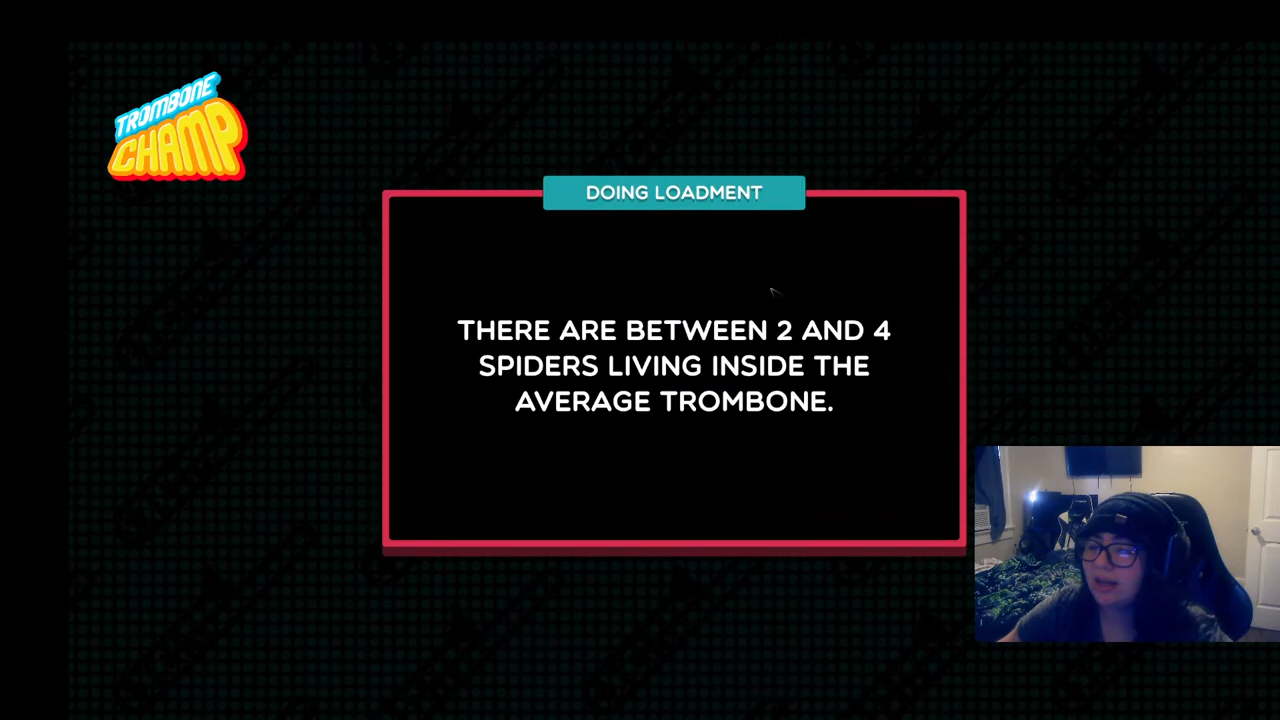 TROMBONE
CHAMP
DOING LOADMENT
THERE ARE BETWEEN 2 AND 4
SPIDERS LIVING INSIDE THE
AVERAGE TROMBONE.